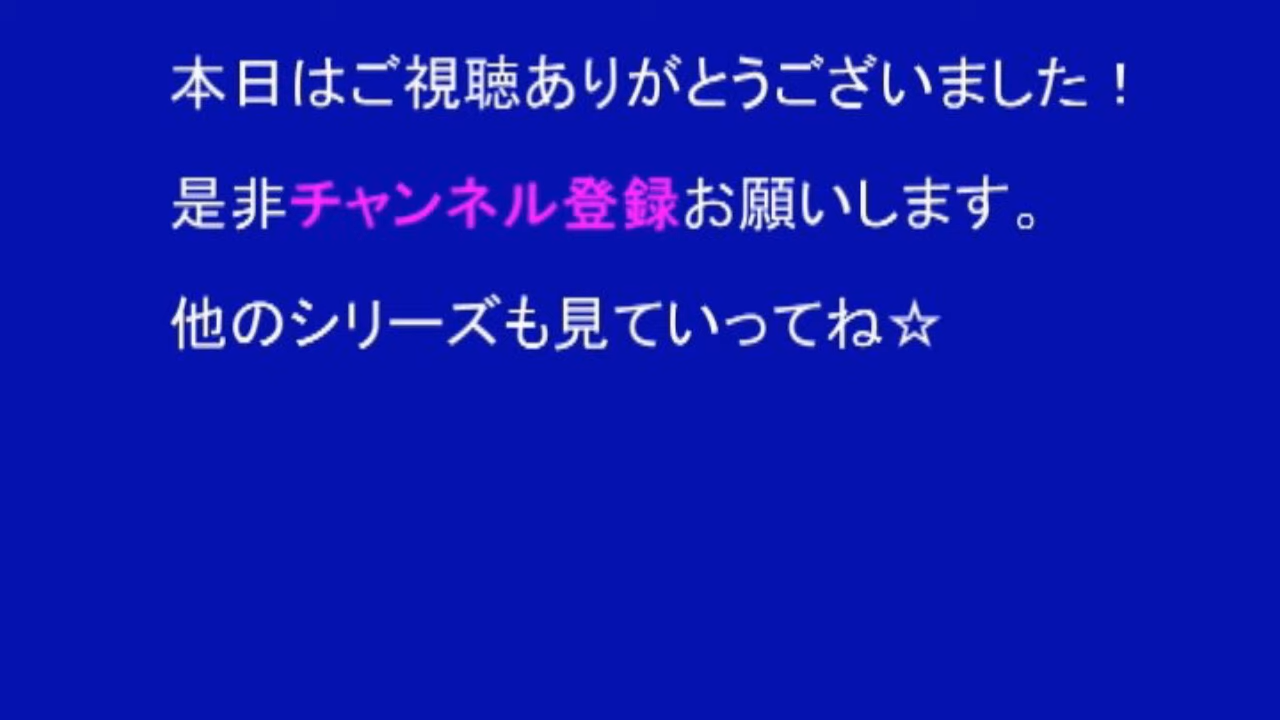 本日はご視聴ありがとうございました！
是非チャンネル登録お願いします。
他のシリーズも見ていってね☆